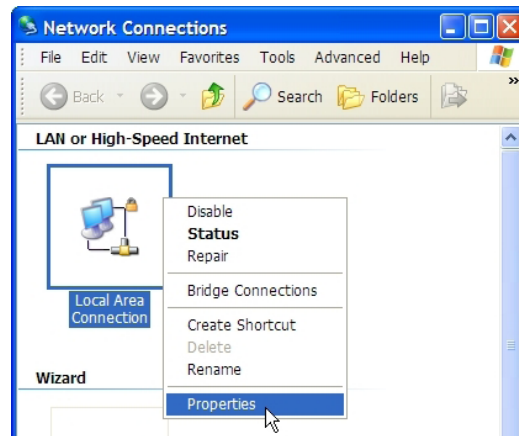 Network Connections
File Edit View Favorites Tools Advanced Help
Back Search Folders »
LAN or High-Speed Internet
Local Area
Connection
Disable
Status
Repair
Bridge Connections
Create Shortcut
Delete
Rename
Properties
Wizard